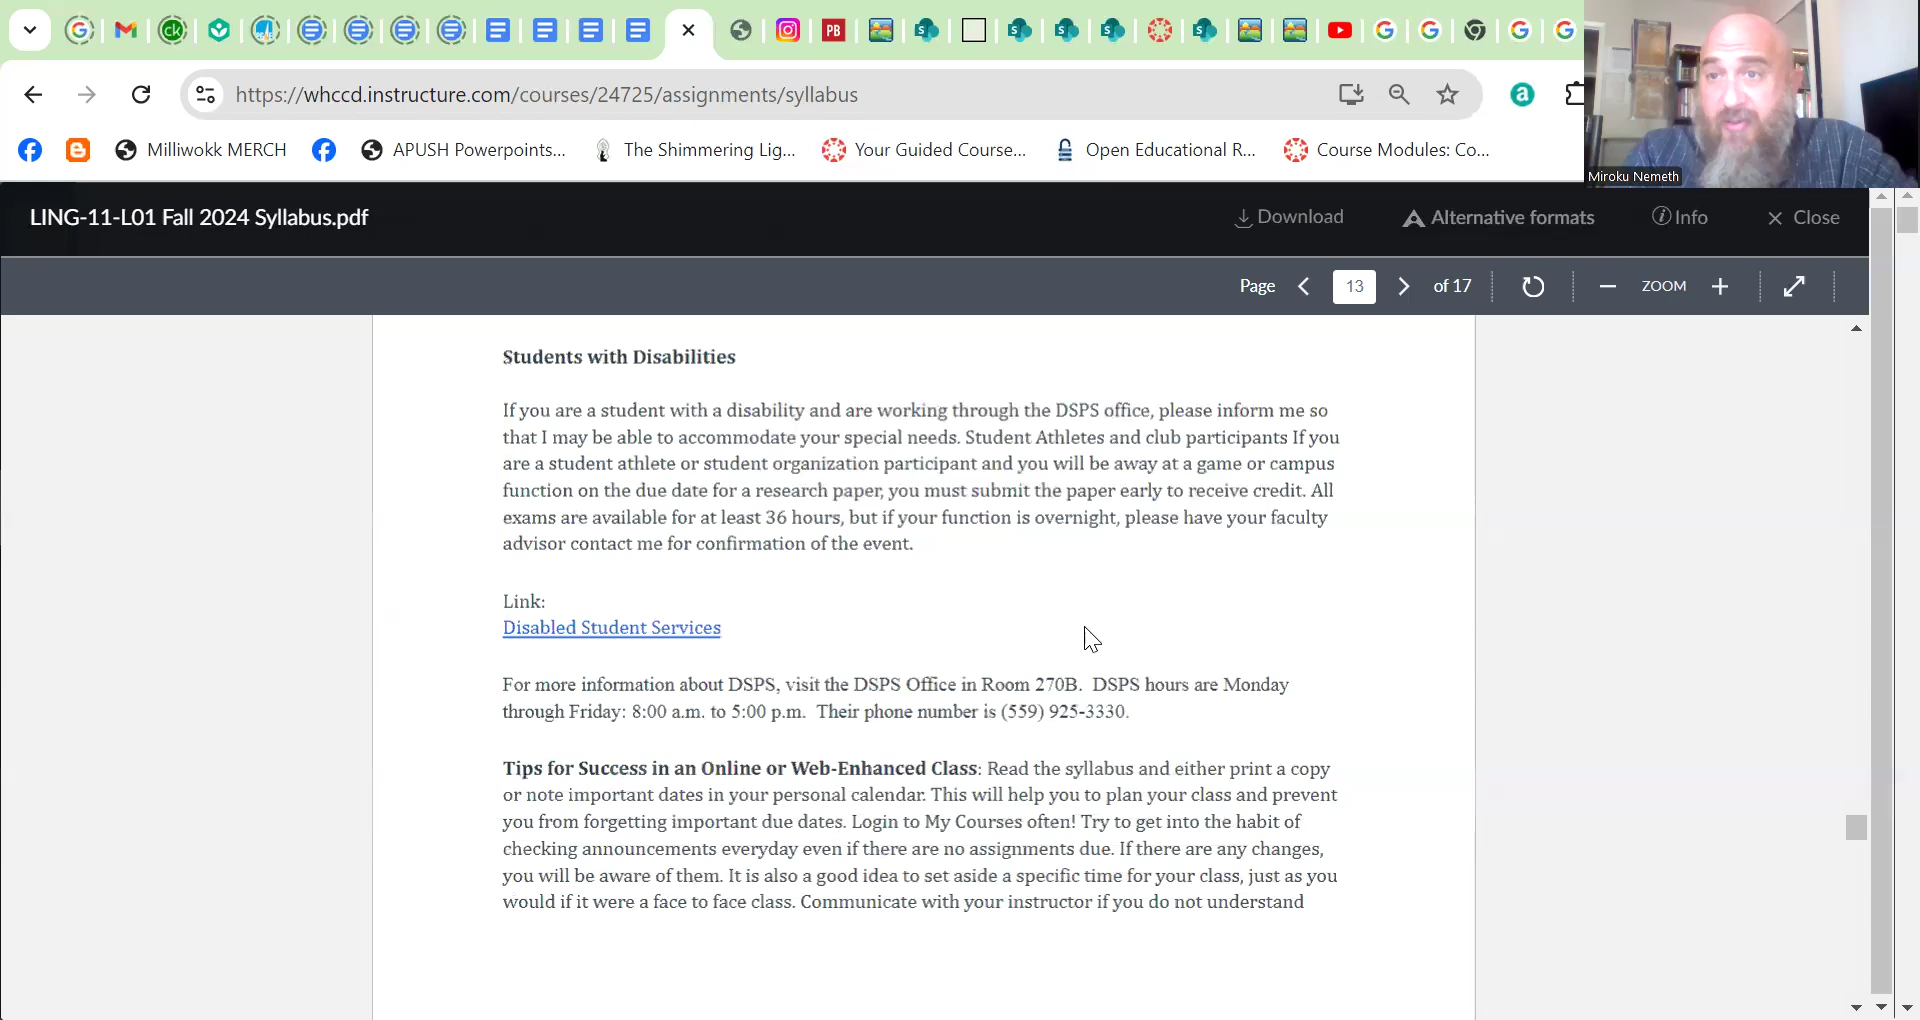 https://whccd.instructure.com/courses/24725/assignments/syllabus
Milliwokk MERCH
APUSH Powerpoints...
The Shimmering Lig...
Your Guided Course...
Open Educational R...
Course Modules: Co...
Miroku Nemeth
LING-11-L01 Fall 2024 Syllabus.pdf
Download
Alternative formats
Info
Close
Page
13
of 17
ZOOM
Students with Disabilities
If you are a student with a disability and are working through the DSPS office, please inform me so
that I may be able to accommodate your special needs. Student Athletes and club participants If you
are a student athlete or student organization participant and you will be away at a game or campus
function on the due date for a research paper, you must submit the paper early to receive credit. All
exams are available for at least 36 hours, but if your function is overnight, please have your faculty
advisor contact me for confirmation of the event.
Link:
Disabled Student Services
For more information about DSPS, visit the DSPS Office in Room 270B. DSPS hours are Monday
through Friday: 8:00 a.m. to 5:00 p.m. Their phone number is (559) 925-3330.
Tips for Success in an Online or Web-Enhanced Class: Read the syllabus and either print a copy
or note important dates in your personal calendar. This will help you to plan your class and prevent
you from forgetting important due dates. Login to My Courses often! Try to get into the habit of
checking announcements everyday even if there are no assignments due. If there are any changes,
you will be aware of them. It is also a good idea to set aside a specific time for your class, just as you
would if it were a face to face class. Communicate with your instructor if you do not understand